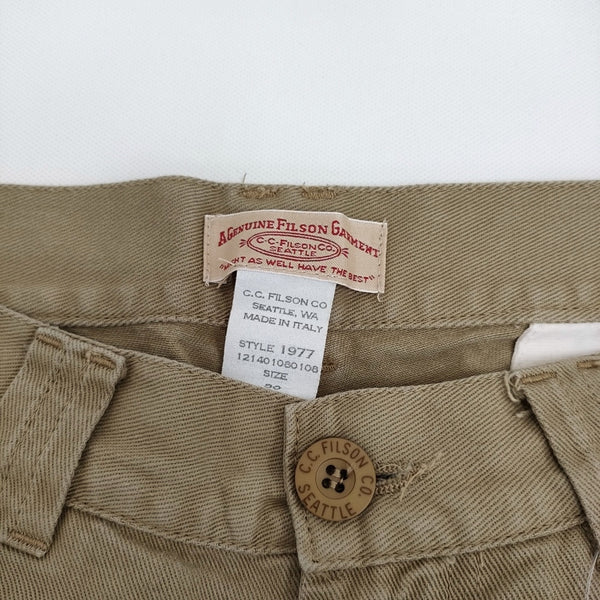 A GENUINE FILSON GARMENT
C·C·FILSON CO.
SEATTLE
"MIGHT AS WELL HAVE THE BEST"
C.C. FILSON CO
SEATTLE, WA
MADE IN ITALY
STYLE 1977
121401080108
SIZE
C.C. FILSON CO.
SEATTLE